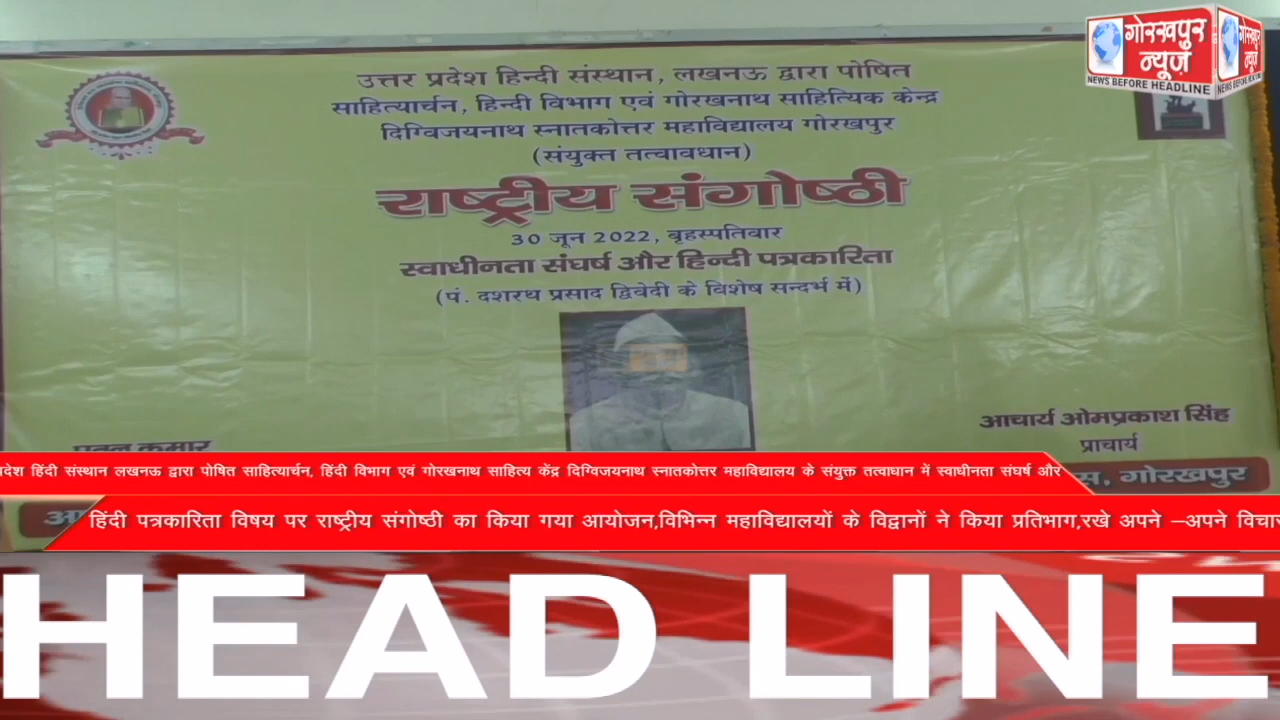 गोरखपुर
न्यूज़
NEWS BEFORE HEADLINE
गोरखपुर
न्यूज़
उत्तर प्रदेश हिन्दी संस्थान, लखनऊ द्वारा पोषित
साहित्यार्चन, हिन्दी विभाग एवं गोरखनाथ साहित्यिक केन्द्र
दिग्विजयनाथ स्नातकोत्तर महाविद्यालय गोरखपुर
(संयुक्त तत्वावधान)
राष्ट्रीय संगोष्ठी
30 जून 2022, बृहस्पतिवार
स्वाधीनता संघर्ष और हिन्दी पत्रकारिता
(पं. दशरथ प्रसाद द्विवेदी के विशेष सन्दर्भ में)
आचार्य ओमप्रकाश सिंह
प्राचार्य
गोरखपुर
हिंदी संस्थान लखनऊ द्वारा पोषित साहित्यार्चन, हिंदी विभाग एवं गोरखनाथ साहित्य केंद्र दिग्विजयनाथ स्नातकोत्तर महाविद्यालय के संयुक्त तत्वाधान में स्वाधीनता संघर्ष और
हिंदी पत्रकारिता विषय पर राष्ट्रीय संगोष्ठी का किया गया आयोजन,विभिन्न महाविद्यालयों के विद्वानों ने किया प्रतिभाग,रखे अपने –अपने
HEAD LINE